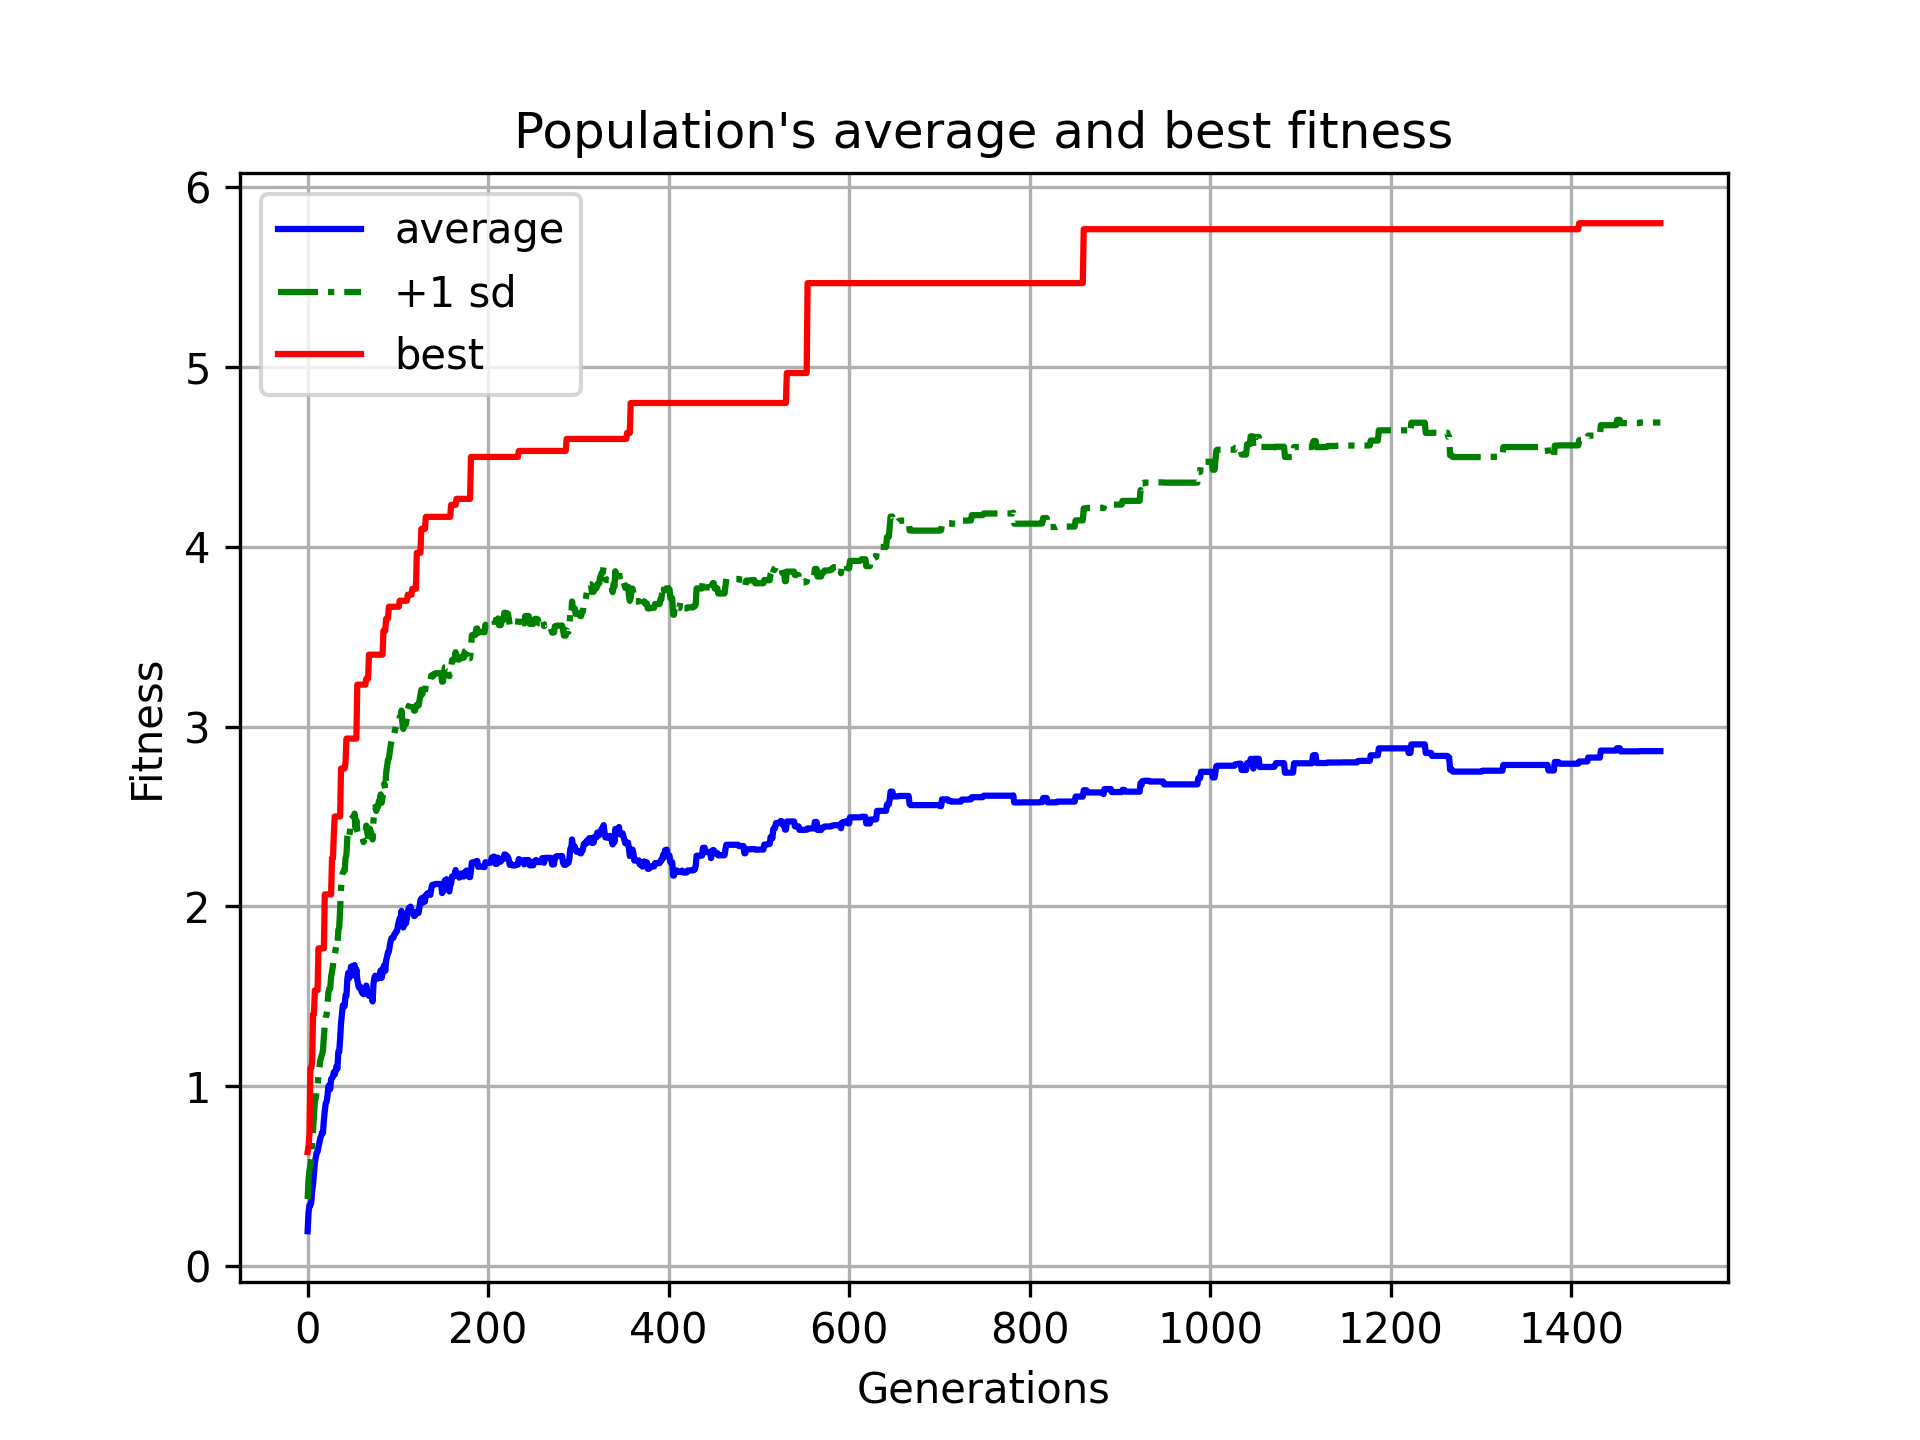 Population's average and best fitness
average
+1 sd
best
6
5
4
3
2
1
0
Fitness
0 200 400 600 800 1000 1200 1400
Generations